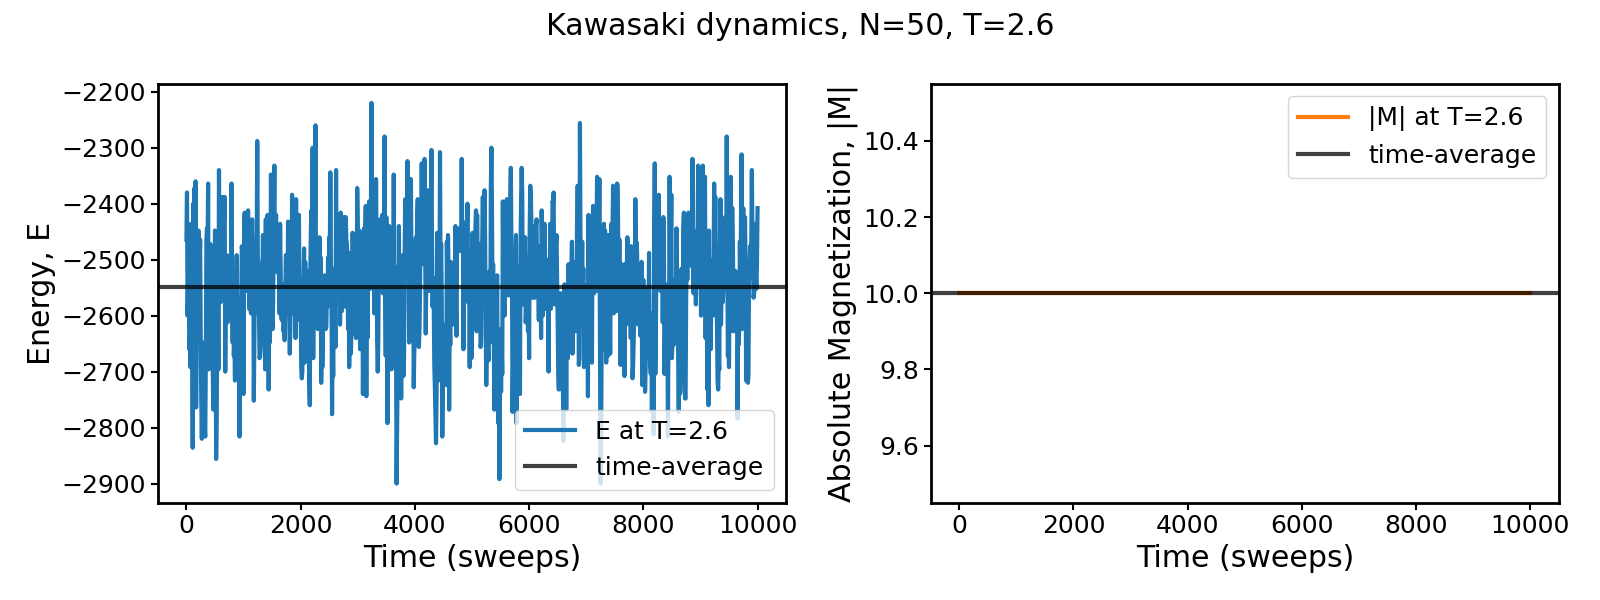 Kawasaki dynamics, N=50, T=2.6
Energy, E
−2200
−2300
−2400
−2500
−2600
−2700
−2800
−2900
E at T=2.6
time-average
0 2000 4000 6000 8000 10000
Time (sweeps)
Absolute Magnetization, |M|
10.4
10.2
10.0
9.8
9.6
|M| at T=2.6
time-average
0 2000 4000 6000 8000 10000
Time (sweeps)